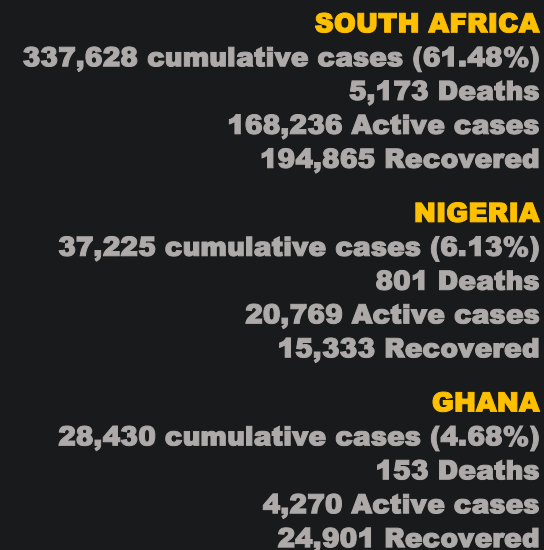 SOUTH AFRICA
337,628 cumulative cases (61.48%)
5,173 Deaths
168,236 Active cases
194,865 Recovered
NIGERIA
37,225 cumulative cases (6.13%)
801 Deaths
20,769 Active cases
15,333 Recovered
GHANA
28,430 cumulative cases (4.68%)
153 Deaths
4,270 Active cases
24,901 Recovered